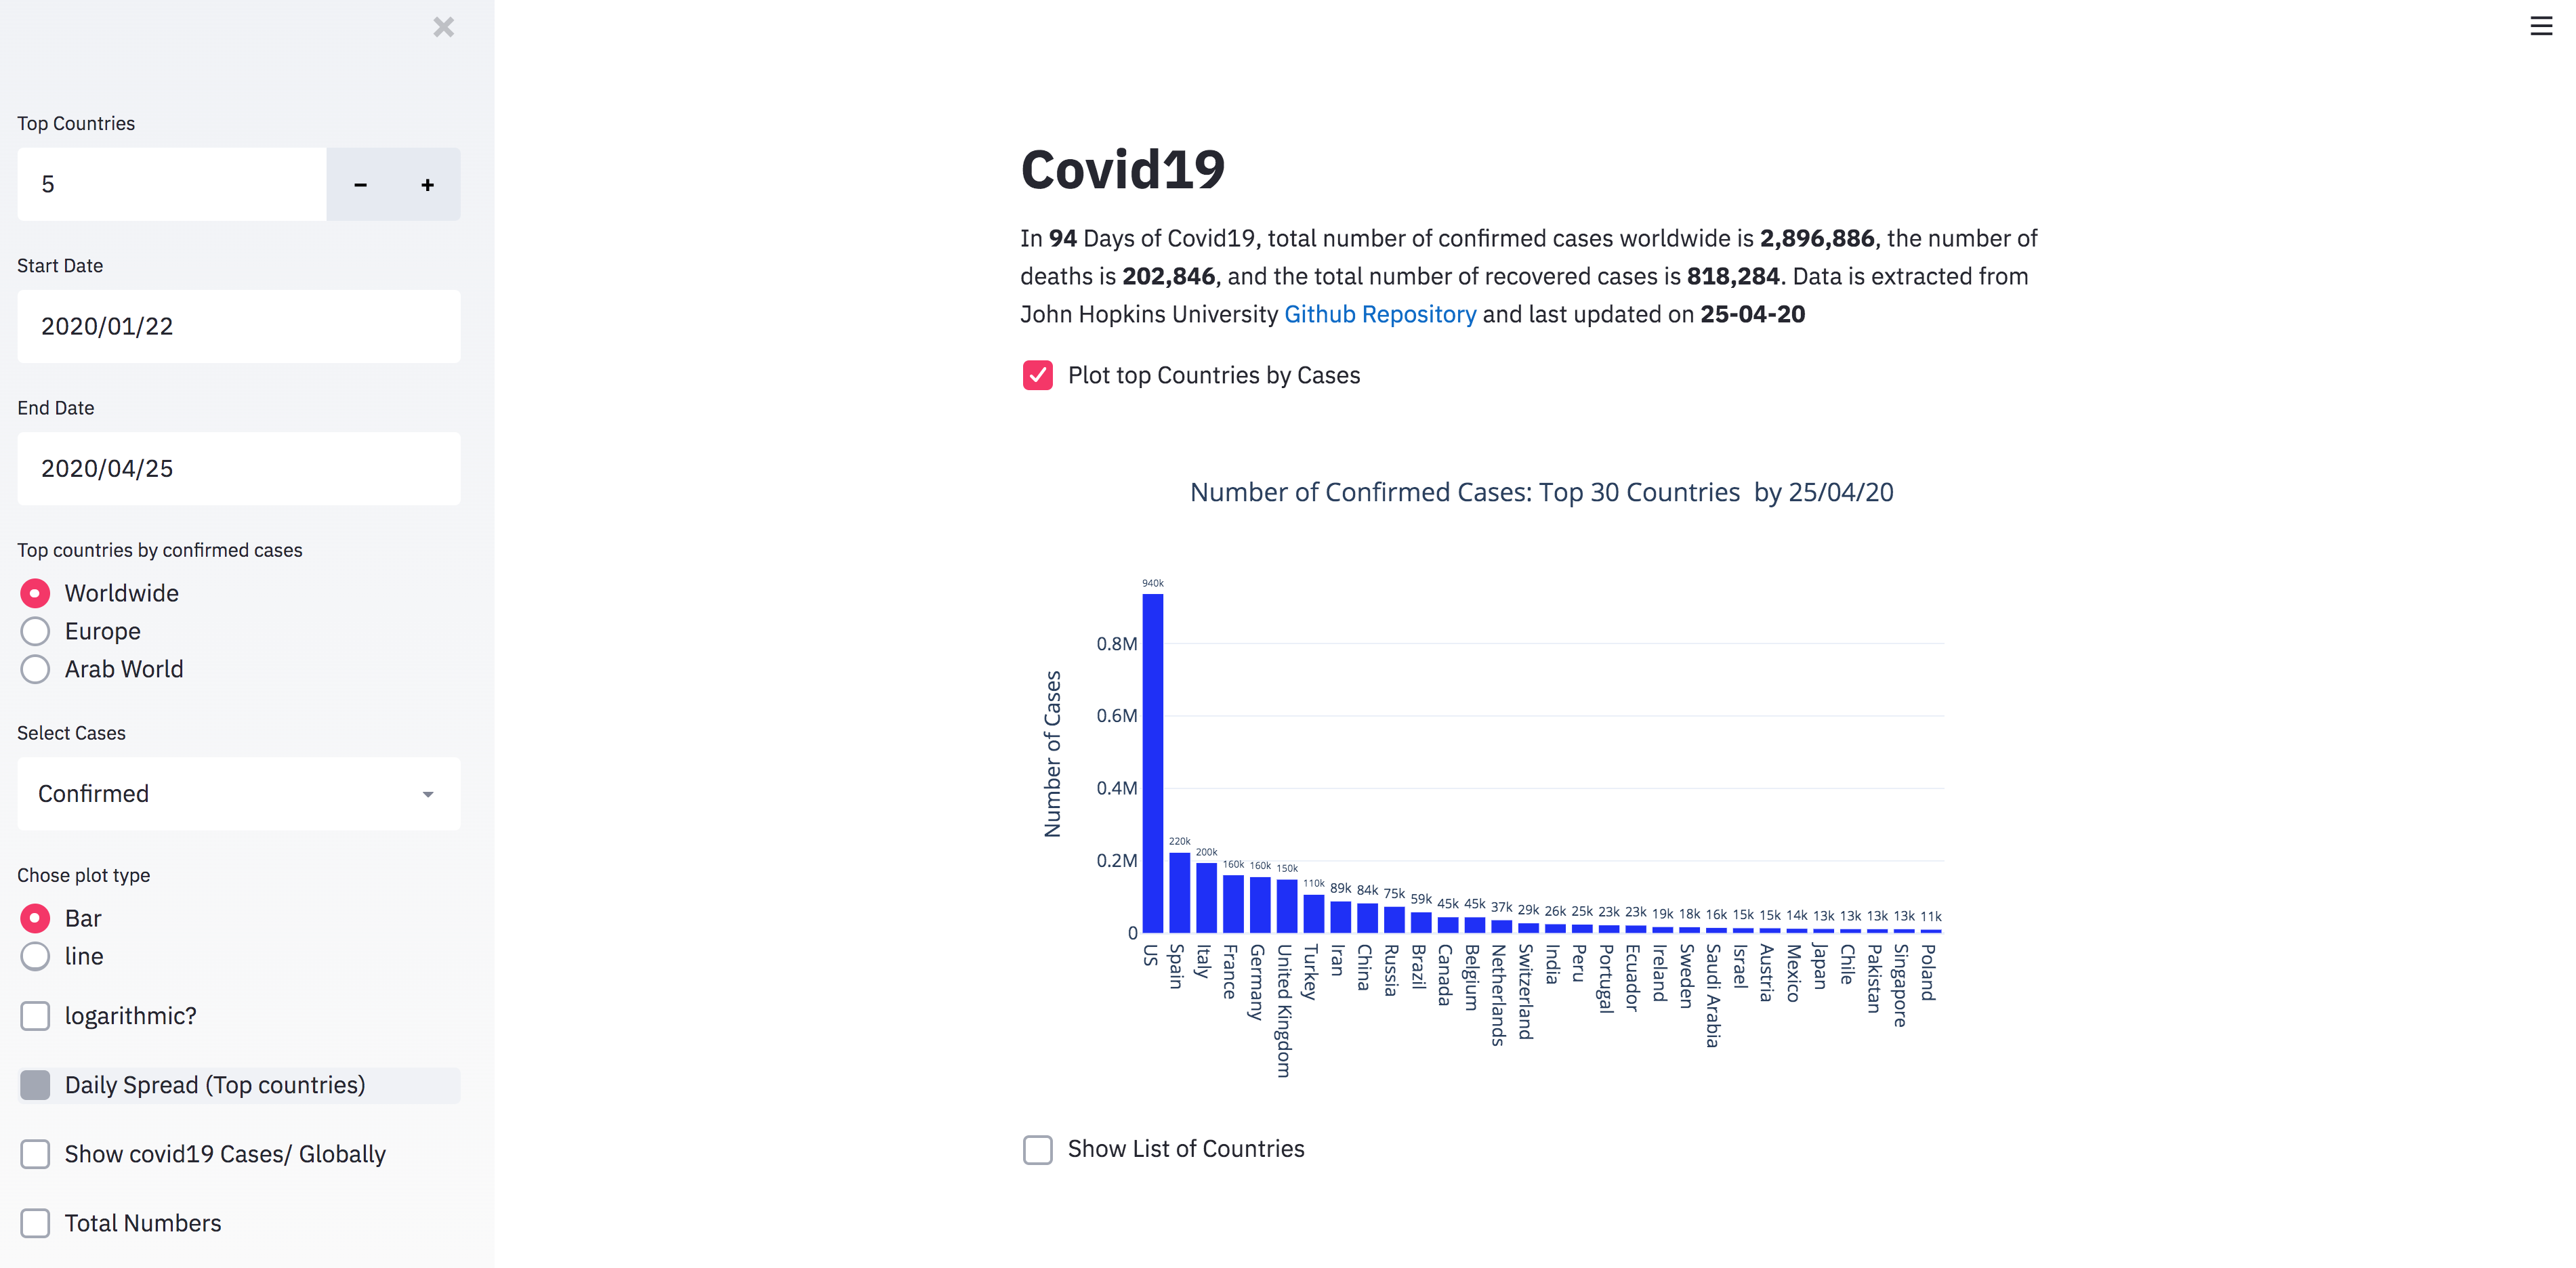 Top Countries
5
Start Date
2020/01/22
End Date
2020/04/25
Top countries by confirmed cases
Worldwide
Europe
Arab World
Select Cases
Confirmed
Chose plot type
Bar
line
logarithmic?
Daily Spread (Top countries)
Show covid19 Cases/ Globally
Total Numbers
Covid19
In 94 Days of Covid19, total number of confirmed cases worldwide is 2,896,886, the number of
deaths is 202,846, and the total number of recovered cases is 818,284. Data is extracted from
John Hopkins University Github Repository and last updated on 25-04-20
Plot top Countries by Cases
Number of Confirmed Cases: Top 30 Countries by 25/04/20
Number of Cases
0.8M
0.6M
0.4M
0.2M
0
940k
220k
200k
160k
160k
150k
110k
89k
84k
75k
59k
45k
45k
37k
29k
26k
25k
23k
23k
19k
18k
16k
15k
15k
14k
13k
13k
13k
13k
11k
US
Spain
Italy
France
Germany
United Kingdom
Turkey
Iran
China
Russia
Brazil
Canada
Belgium
Netherlands
Switzerland
India
Peru
Portugal
Ecuador
Ireland
Sweden
Saudi Arabia
Israel
Austria
Mexico
Japan
Chile
Pakistan
Singapore
Poland
Show List of Countries